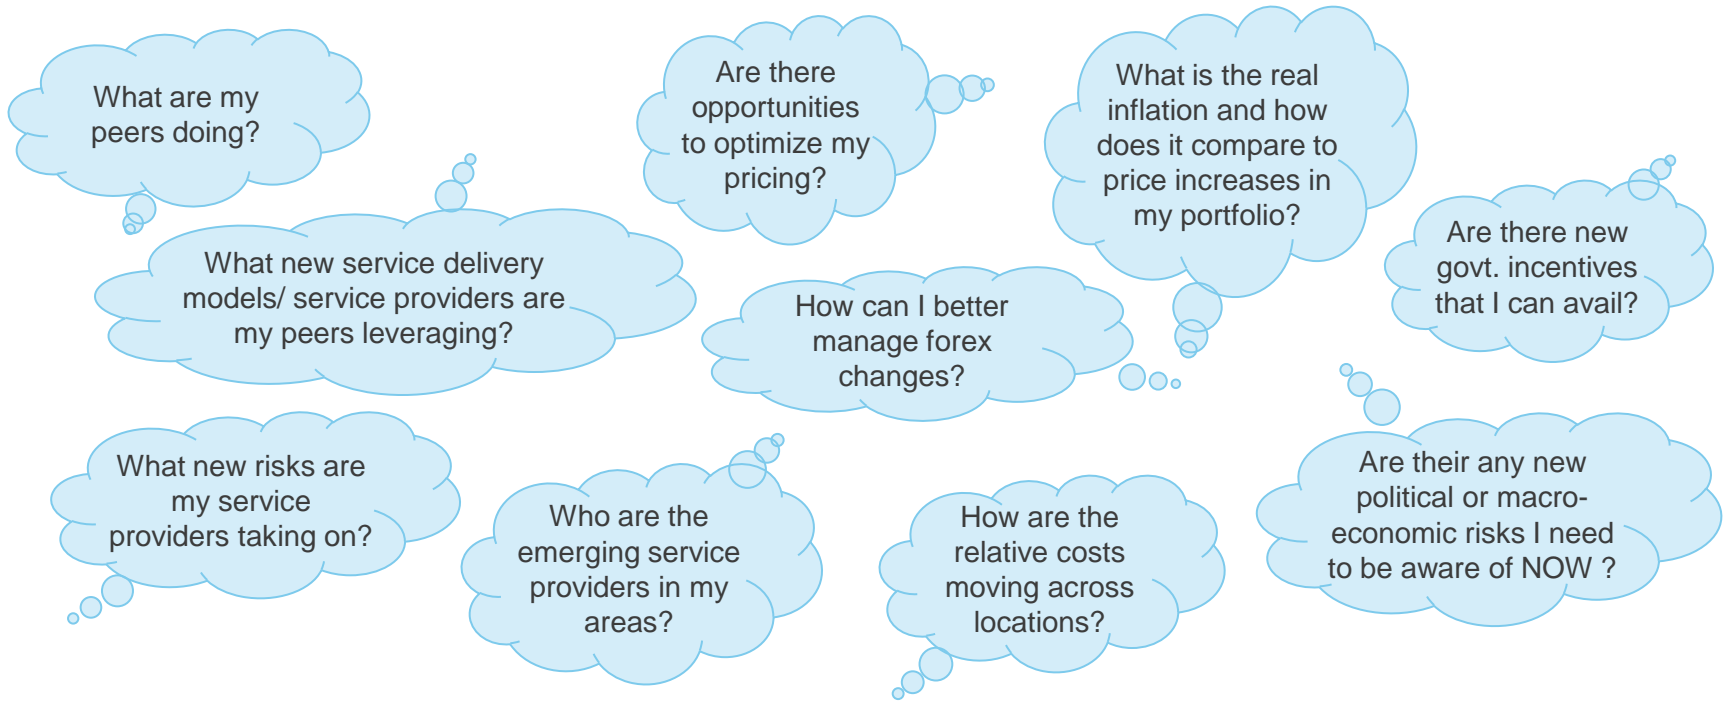 What are my
peers doing?
Are there
opportunities
to optimize my
pricing?
What is the real
inflation and how
does it compare to
price increases in
my portfolio?
What new service delivery
models/ service providers are
my peers leveraging?
How can I better
manage forex
changes?
Are there new
govt. incentives
that I can avail?
What new risks are
my service
providers taking on?
Who are the
emerging service
providers in my
areas?
How are the
relative costs
moving across
locations?
Are their any new
political or macro-
economic risks I need
to be aware of NOW ?